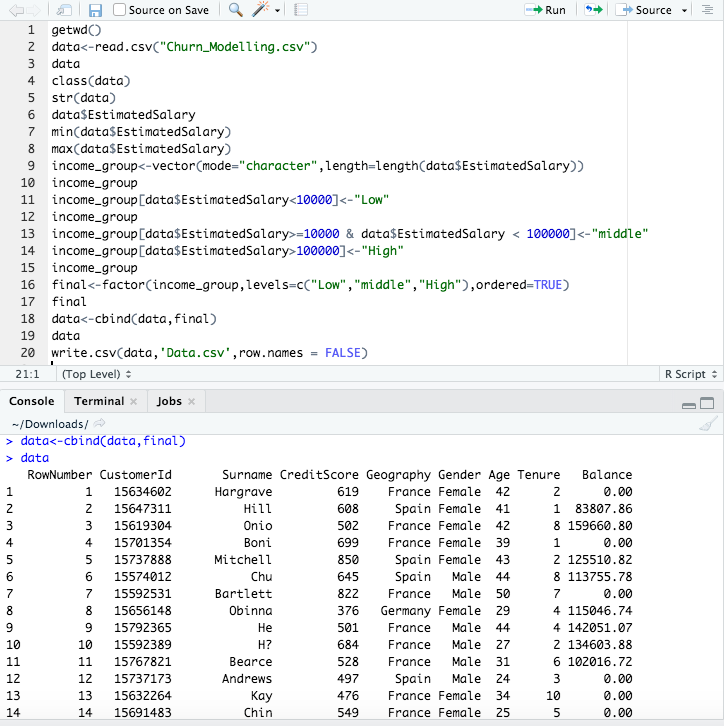 Source on Save Run Source
1 getwd()
2 data<-read.csv("Churn_Modelling.csv")
3 data
4 class(data)
5 str(data)
6 data$EstimatedSalary
7 min(data$EstimatedSalary)
8 max(data$EstimatedSalary)
9 income_group<-vector(mode="character",length=length(data$EstimatedSalary))
10 income_group
11 income_group[data$EstimatedSalary<10000]<-"Low"
12 income_group
13 income_group[data$EstimatedSalary>=10000 & data$EstimatedSalary < 100000]<-"middle"
14 income_group[data$EstimatedSalary>100000]<-"High"
15 income_group
16 final<-factor(income_group,levels=c("Low","middle","High"),ordered=TRUE)
17 final
18 data<-cbind(data,final)
19 data
20 write.csv(data,'Data.csv',row.names = FALSE)
21:1 (Top Level) R Script
Console Terminal × Jobs ×
~/Downloads/
> data<-cbind(data,final)
> data
RowNumber CustomerId Surname CreditScore Geography Gender Age Tenure Balance
1 1 15634602 Hargrave 619 France Female 42 2 0.00
2 2 15647311 Hill 608 Spain Female 41 1 83807.86
3 3 15619304 Onio 502 France Female 42 8 159660.80
4 4 15701354 Boni 699 France Female 39 1 0.00
5 5 15737888 Mitchell 850 Spain Female 43 2 125510.82
6 6 15574012 Chu 645 Spain Male 44 8 113755.78
7 7 15592531 Bartlett 822 France Male 50 7 0.00
8 8 15656148 Obinna 376 Germany Female 29 4 115046.74
9 9 15792365 He 501 France Male 44 4 142051.07
10 10 15592389 H? 684 France Male 27 2 134603.88
11 11 15767821 Bearce 528 France Male 31 6 102016.72
12 12 15737173 Andrews 497 Spain Male 24 3 0.00
13 13 15632264 Kay 476 France Female 34 10 0.00
14 14 15691483 Chin 549 France Female 25 5 0.00